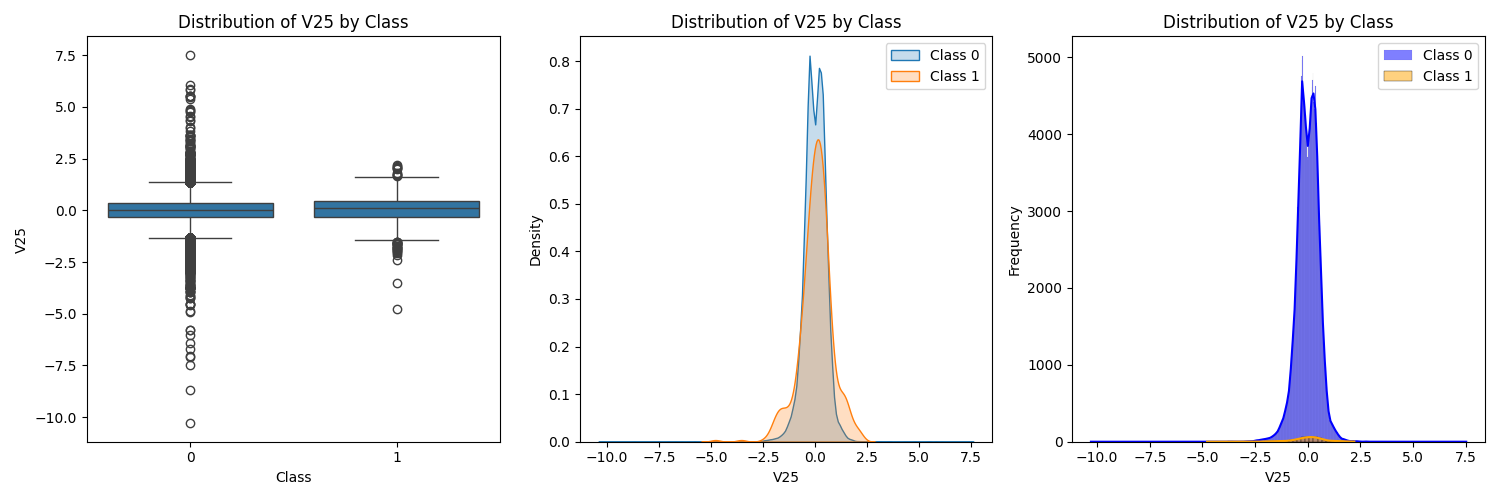 Distribution of V25 by Class
7.5
5.0
2.5
0.0
−2.5
−5.0
−7.5
−10.0
V25
0
1
Class
Distribution of V25 by Class
Class 0
Class 1
0.8
0.7
0.6
0.5
0.4
0.3
0.2
0.1
0.0
Density
−10.0 −7.5 −5.0 −2.5 0.0 2.5 5.0 7.5
V25
Distribution of V25 by Class
Class 0
Class 1
5000
4000
3000
2000
1000
0
Frequency
−10.0 −7.5 −5.0 −2.5 0.0 2.5 5.0 7.5
V25